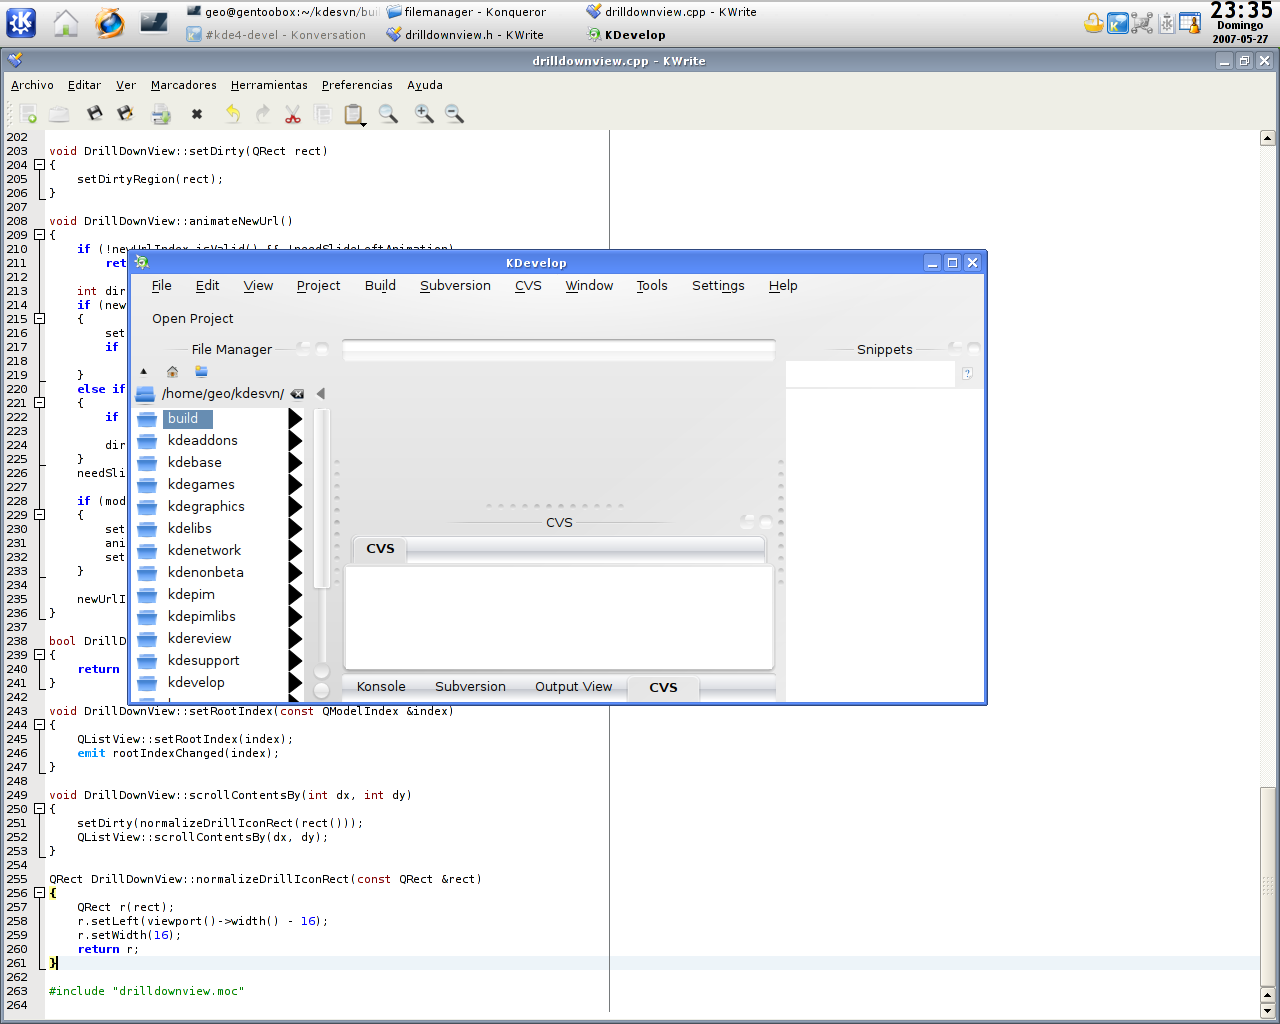 geo@gentoobox:~/kdesvn/bui
filemanager - Konqueror
drilldownview.cpp - KWrite
#kde4-devel - Konversation
drilldownview.h - KWrite
KDevelop
23:35
Domingo
2007-05-27
drilldownview.cpp - KWrite
Archivo Editar Ver Marcadores Herramientas Preferencias Ayuda
202
203 void DrillDownView::setDirty(QRect rect)
204 {
205 setDirtyRegion(rect);
206 }
207
208 void DrillDownView::animateNewUrl()
209 {
210 if (!newUrlIndex.isValid() && !needSlideLeftAnimation)
211 ret
212
213 int dir
214 if (new
215 {
216 set
217 if
218
219 }
220 else if
221 {
222 if
223
224 dir
225 }
226 needSli
227
228 if (mod
229 {
230 set
231 ani
232 set
233 }
234
235 newUrlI
236 }
237
238 bool DrillD
239 {
240 return
241 }
242
243 void DrillDownView::setRootIndex(const QModelIndex &index)
244 {
245 QListView::setRootIndex(index);
246 emit rootIndexChanged(index);
247 }
248
249 void DrillDownView::scrollContentsBy(int dx, int dy)
250 {
251 setDirty(normalizeDrillIconRect(rect()));
252 QListView::scrollContentsBy(dx, dy);
253 }
254
255 QRect DrillDownView::normalizeDrillIconRect(const QRect &rect)
256 {
257 QRect r(rect);
258 r.setLeft(viewport()->width() - 16);
259 r.setWidth(16);
260 return r;
261 }
262
263 #include "drilldownview.moc"
264
KDevelop
File Edit View Project Build Subversion CVS Window Tools Settings Help
Open Project
File Manager
/home/geo/kdesvn/
build
kdeaddons
kdebase
kdegames
kdegraphics
kdelibs
kdenetwork
kdenonbeta
kdepim
kdepimlibs
kdereview
kdesupport
kdevelop
CVS
CVS
Konsole Subversion Output View CVS
Snippets
?